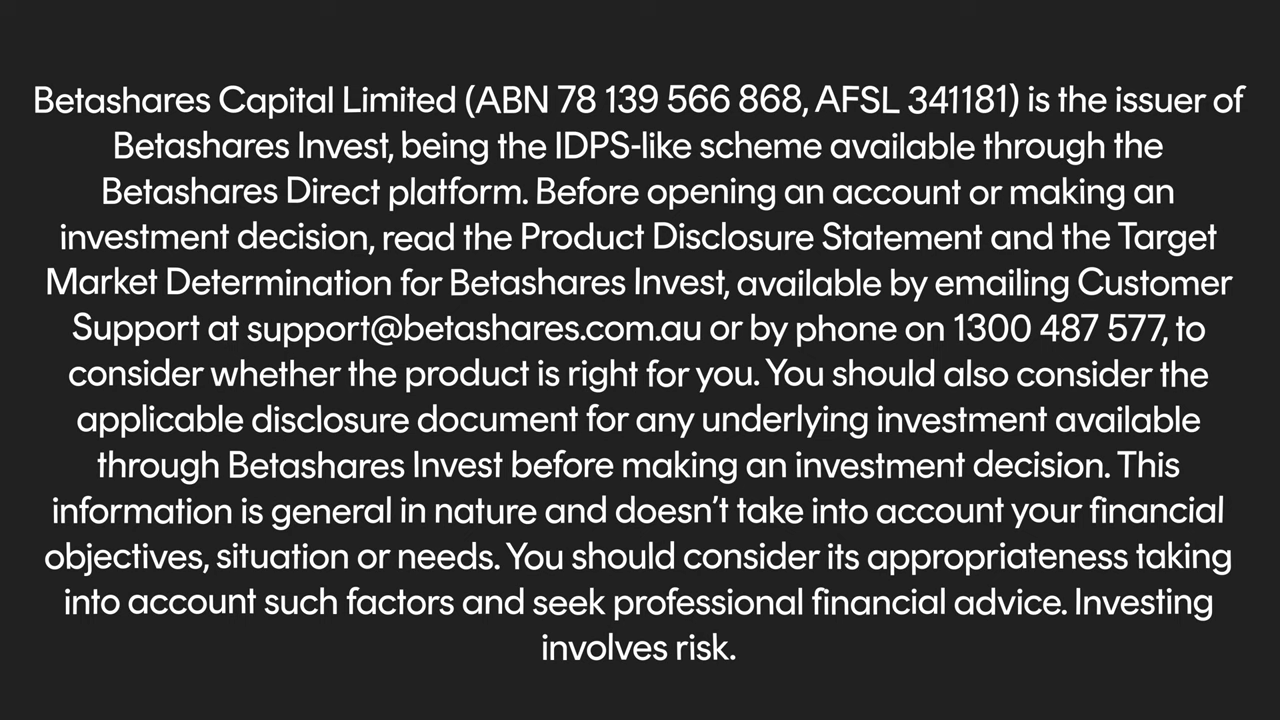 Betashares Capital Limited (ABN 78 139 566 868, AFSL 341181) is the issuer of
Betashares Invest, being the IDPS-like scheme available through the
Betashares Direct platform. Before opening an account or making an
investment decision, read the Product Disclosure Statement and the Target
Market Determination for Betashares Invest, available by emailing Customer
Support at support@betashares.com.au or by phone on 1300 487 577, to
consider whether the product is right for you. You should also consider the
applicable disclosure document for any underlying investment available
through Betashares Invest before making an investment decision. This
information is general in nature and doesn’t take into account your financial
objectives, situation or needs. You should consider its appropriateness taking
into account such factors and seek professional financial advice. Investing
involves risk.